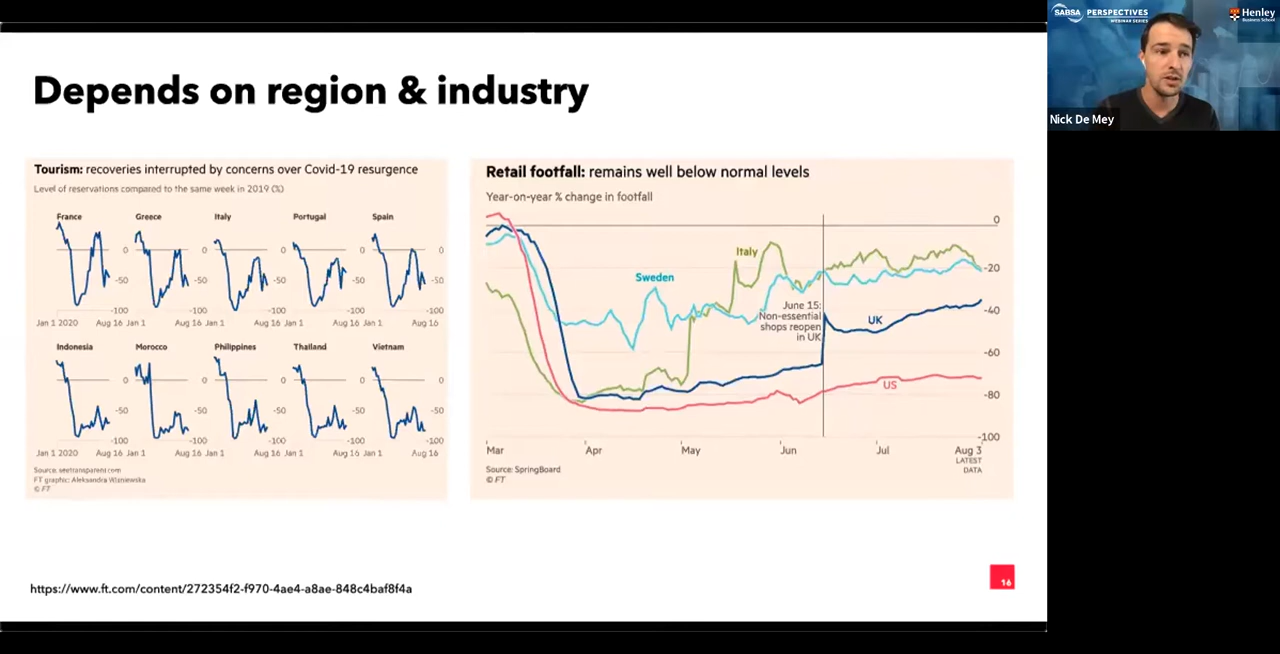 Depends on region & industry
Tourism: recoveries interrupted by concerns over Covid-19 resurgence
Level of reservations compared to the same week in 2019 (%)
France Greece Italy Portugal Spain
0 0 0 0 0
-50 -50 -50 -50 -50
-100 -100 -100 -100 -100
Jan 1 2020 Aug 16 Jan 1 Aug 16 Jan 1 Aug 16 Jan 1 Aug 16 Jan 1 Aug 16
Indonesia Morocco Philippines Thailand Vietnam
0 0 0 0 0
-50 -50 -50 -50 -50
-100 -100 -100 -100 -100
Jan 1 2020 Aug 16 Jan 1 Aug 16 Jan 1 Aug 16 Jan 1 Aug 16 Jan 1 Aug 16
Source: seetransparent.com
FT graphic: Aleksandra Wisniewska
© FT
Retail footfall: remains well below normal levels
Year-on-year % change in footfall
0
-20
-40
-60
-80
-100
Italy
Sweden
June 15:
Non-essential
shops reopen
in UK
UK
US
Mar Apr May Jun Jul Aug 3
LATEST
DATA
Source: SpringBoard
© FT
https://www.ft.com/content/272354f2-f970-4ae4-a8ae-848c4baf8f4a
16
SABSA PERSPECTIVES
WEBINAR SERIES
Henley
Business School
Nick De Mey